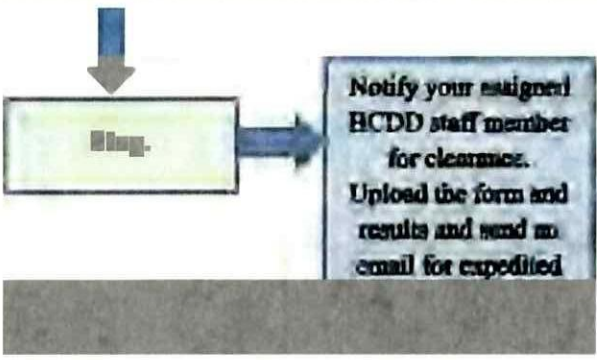 Notify your assigned
HCDD staff member
for clearance.
Upload the form and
results and send an
email for expedited